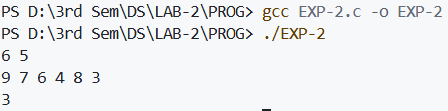 PS D:\3rd Sem\DS\LAB-2\PROG> gcc EXP-2.c -o EXP-2
PS D:\3rd Sem\DS\LAB-2\PROG> ./EXP-2
6 5
9 7 6 4 8 3
3